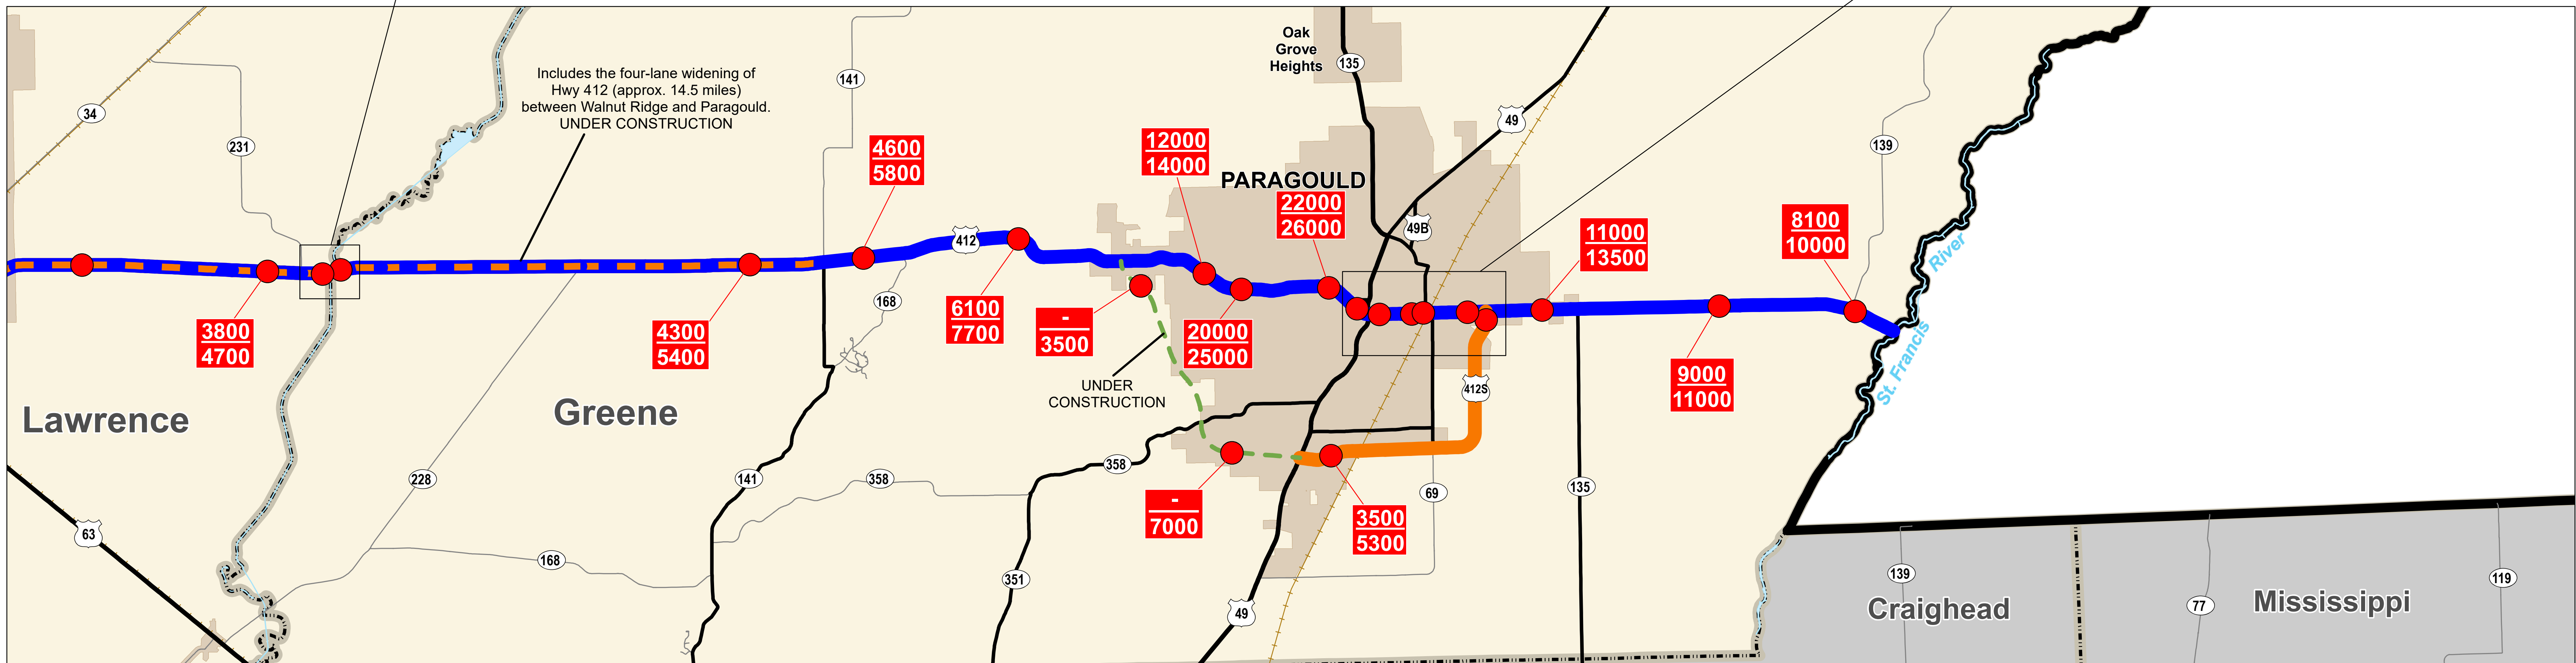 Oak
Grove
Heights
135
Includes the four-lane widening of
Hwy 412 (approx. 14.5 miles)
between Walnut Ridge and Paragould.
UNDER CONSTRUCTION
141
34
49
231
139
4600
5800
12000
14000
PARAGOULD
22000
26000
49B
11000
13500
8100
10000
412
River
St. Francis
168
6100
7700
-
3500
20000
25000
3800
4700
4300
5400
UNDER
CONSTRUCTION
412S
9000
11000
Lawrence
Greene
358
228
141
358
69
135
-
7000
3500
5300
63
168
351
139
119
49
Craighead
77
Mississippi